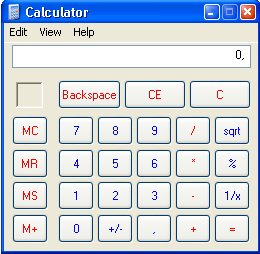 Calculator
Edit View Help
0,
Backspace CE C
MC 7 8 9 / sqrt
MR 4 5 6 * %
MS 1 2 3 - 1/x
M+ 0 +/- , + =